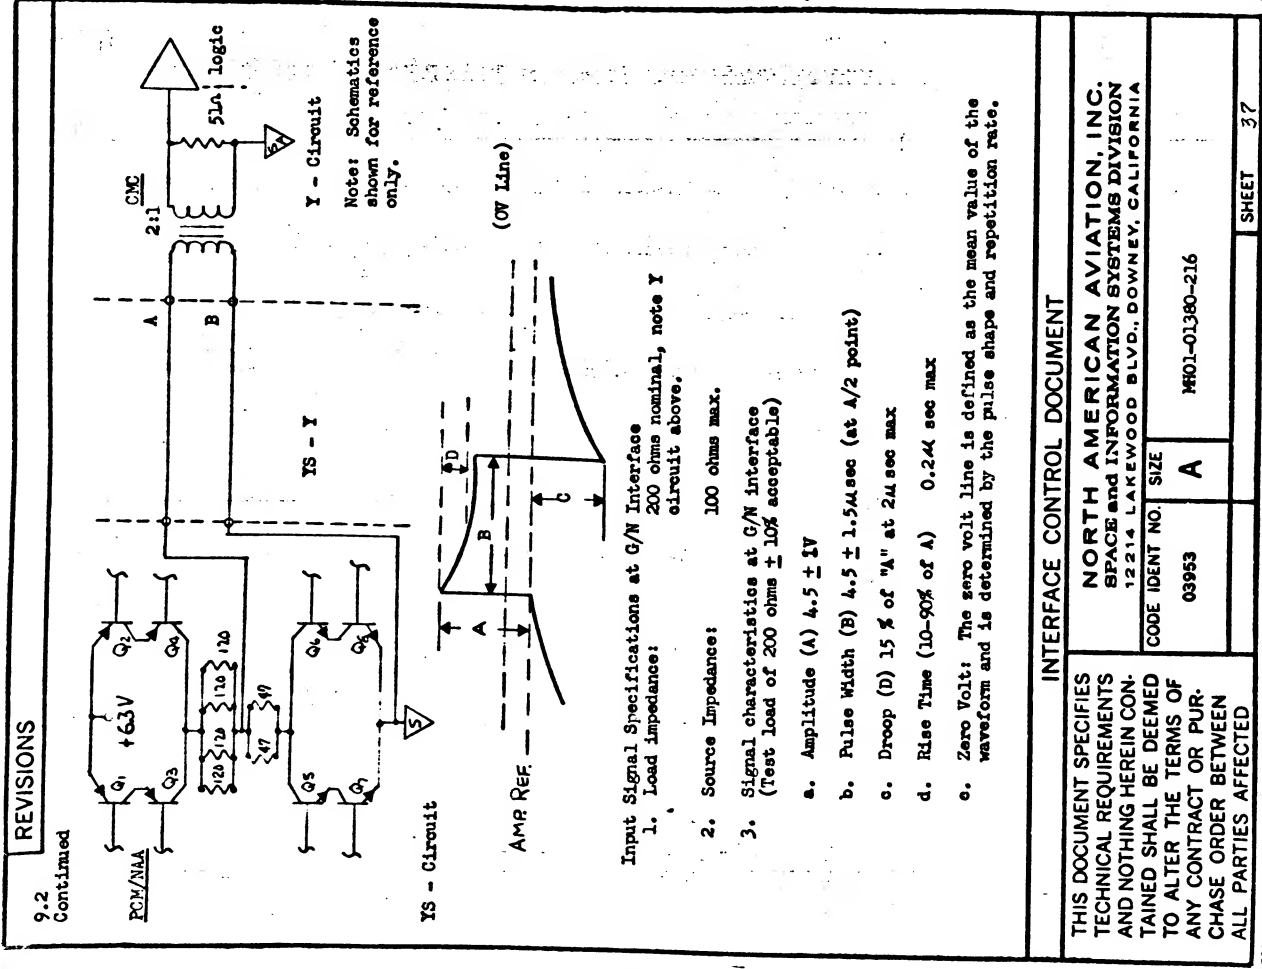 REVISIONS
9.2
Continued
PCM/NAA
CMC
2:1
A
B
YS - Y
+6.3V
Q1
Q2
Q3
Q4
120
120
120
120
47
Q5
Q6
Q7
Q8
S
51Ω
logic
YS - Circuit
Y - Circuit
Note: Schematics
shown for reference
only.
A
B
D
C
AMP. REF.
(OV Line)
Input Signal Specifications at G/N Interface
1. Load impedance: 200 ohms nominal, note Y
circuit above.
2. Source Impedance: 100 ohms max.
3. Signal characteristics at G/N interface
(Test load of 200 ohms ± 10% acceptable)
a. Amplitude (A) 4.5 ± 1V
b. Pulse Width (B) 4.5 ± 1.5µsec (at A/2 point)
c. Droop (D) 15 % of "A" at 2µ sec max
d. Rise Time (10-90% of A) 0.2µ sec max
e. Zero Volt: The zero volt line is defined as the mean value of the
waveform and is determined by the pulse shape and repetition rate.
INTERFACE CONTROL DOCUMENT
THIS DOCUMENT SPECIFIES
TECHNICAL REQUIREMENTS
AND NOTHING HEREIN CON-
TAINED SHALL BE DEEMED
TO ALTER THE TERMS OF
ANY CONTRACT OR PUR-
CHASE ORDER BETWEEN
ALL PARTIES AFFECTED
NORTH AMERICAN AVIATION, INC.
SPACE and INFORMATION SYSTEMS DIVISION
12214 LAKEWOOD BLVD., DOWNEY, CALIFORNIA
CODE IDENT NO.
03953
SIZE
A
MH01-01380-216
SHEET 37